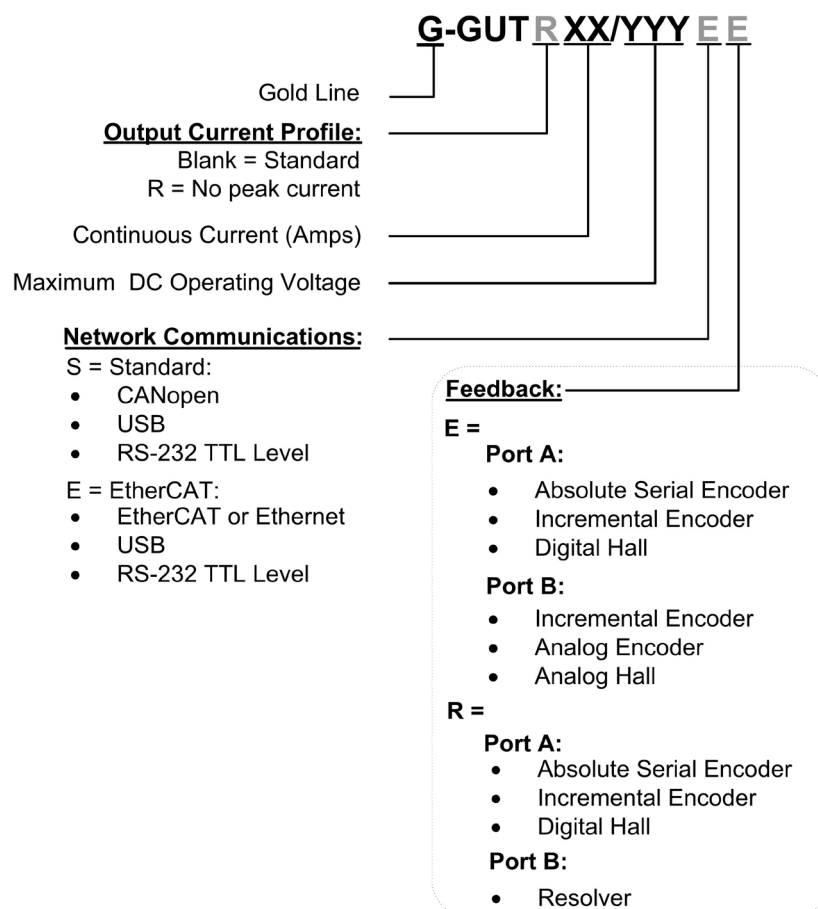 G-GUTRXX/YYYEE
Gold Line
Output Current Profile:
Blank = Standard
R = No peak current
Continuous Current (Amps)
Maximum DC Operating Voltage
Network Communications:
S = Standard:
• CANopen
• USB
• RS-232 TTL Level
E = EtherCAT:
• EtherCAT or Ethernet
• USB
• RS-232 TTL Level
Feedback:
E =
Port A:
• Absolute Serial Encoder
• Incremental Encoder
• Digital Hall
Port B:
• Incremental Encoder
• Analog Encoder
• Analog Hall
R =
Port A:
• Absolute Serial Encoder
• Incremental Encoder
• Digital Hall
Port B:
• Resolver